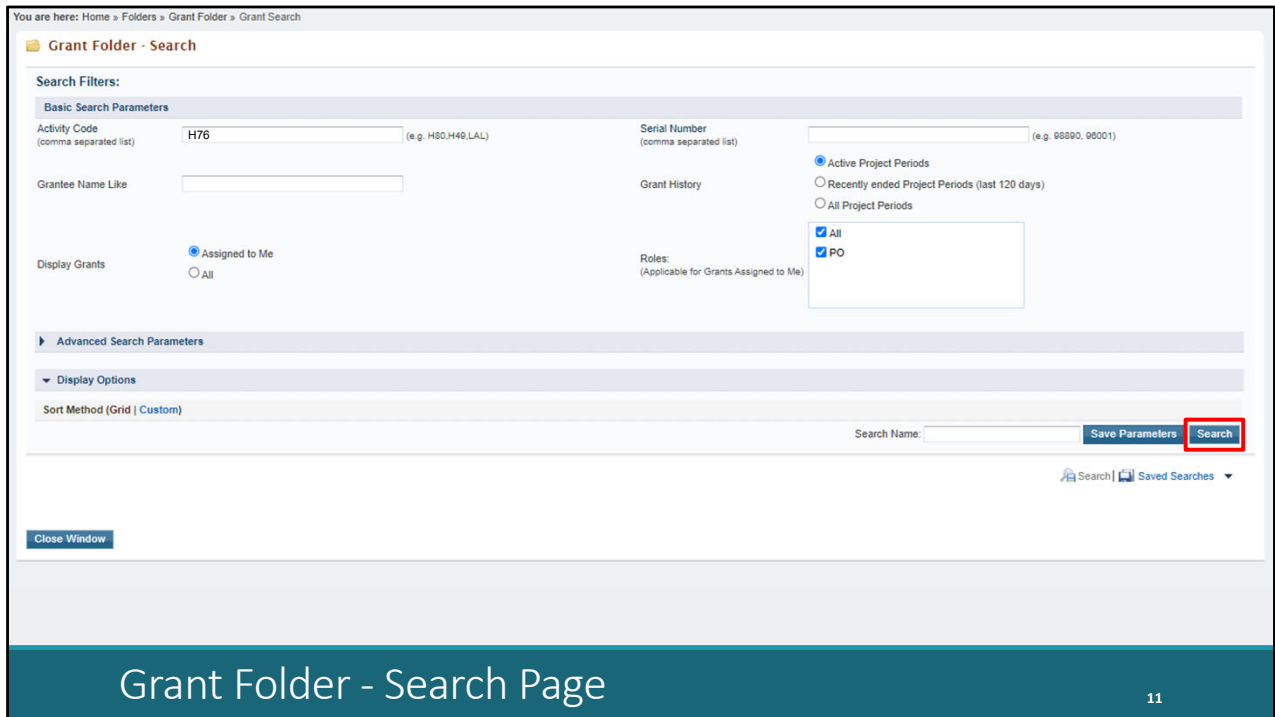 You are here: Home » Folders » Grant Folder » Grant Search
Grant Folder - Search
Search Filters:
Basic Search Parameters
Activity Code
(comma separated list)
H76
(e.g. H80,H49,LAL)
Serial Number
(comma separated list)
(e.g. 98890, 96001)
Grantee Name Like
Grant History
Active Project Periods
Recently ended Project Periods (last 120 days)
All Project Periods
Display Grants
Assigned to Me
All
Roles:
(Applicable for Grants Assigned to Me)
All
PO
Advanced Search Parameters
Display Options
Sort Method (Grid | Custom)
Search Name:
Save Parameters
Search
Search | Saved Searches
Close Window
Grant Folder - Search Page
11